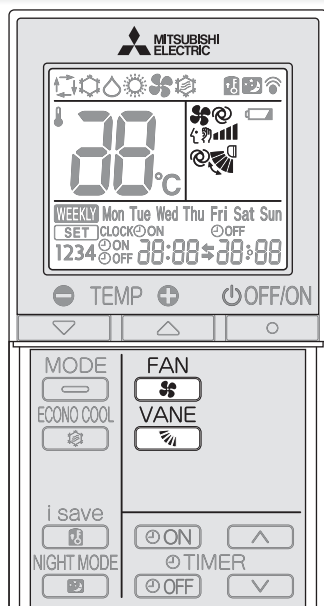 MITSUBISHI
ELECTRIC
88°C
WEEKLY Mon Tue Wed Thu Fri Sat Sun
SET CLOCK ON OFF
1234 ON OFF 88:88 88:88
TEMP OFF/ON
MODE FAN
ECONO COOL VANE
i save
ON
NIGHT MODE TIMER
OFF